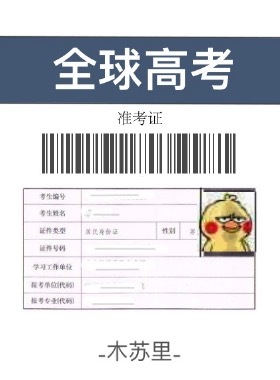 全球高考
准考证
考生编号
考生姓名
证件类型 居民身份证 性别
证件号码
学习工作单位
报考单位(代码)
报考专业(代码)
-木苏里-